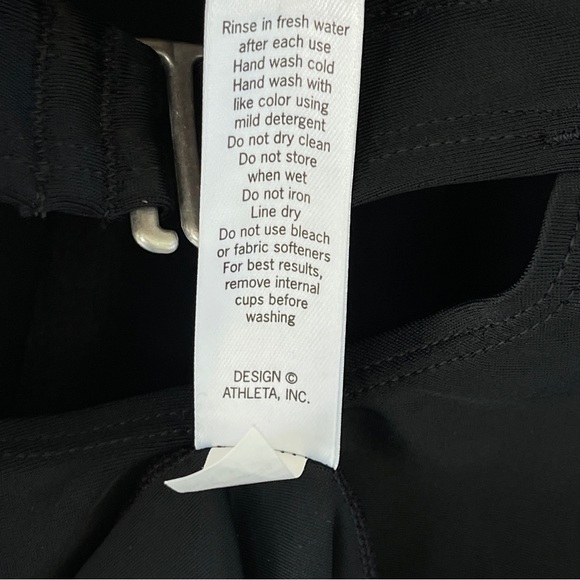 Rinse in fresh water
after each use
Hand wash cold
Hand wash with
like color using
mild detergent
Do not dry clean
Do not store
when wet
Do not iron
Line dry
Do not use bleach
or fabric softeners
For best results,
remove internal
cups before
washing
DESIGN ©
ATHLETA, INC.